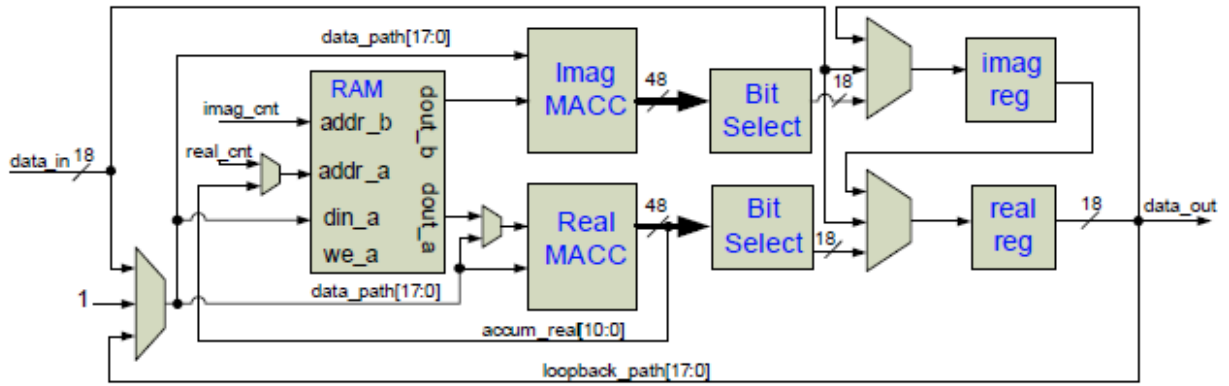 data_path[17:0]
RAM
imag_cnt
addr_b
dout_b
real_cnt
data_in
18
addr_a
din_a
dout_a
we_a
1
data_path[17:0]
accum_real[10:0]
loopback_path[17:0]
Imag
MACC
48
Bit
Select
18
imag
reg
Real
MACC
48
Bit
Select
18
real
reg
18
data_out